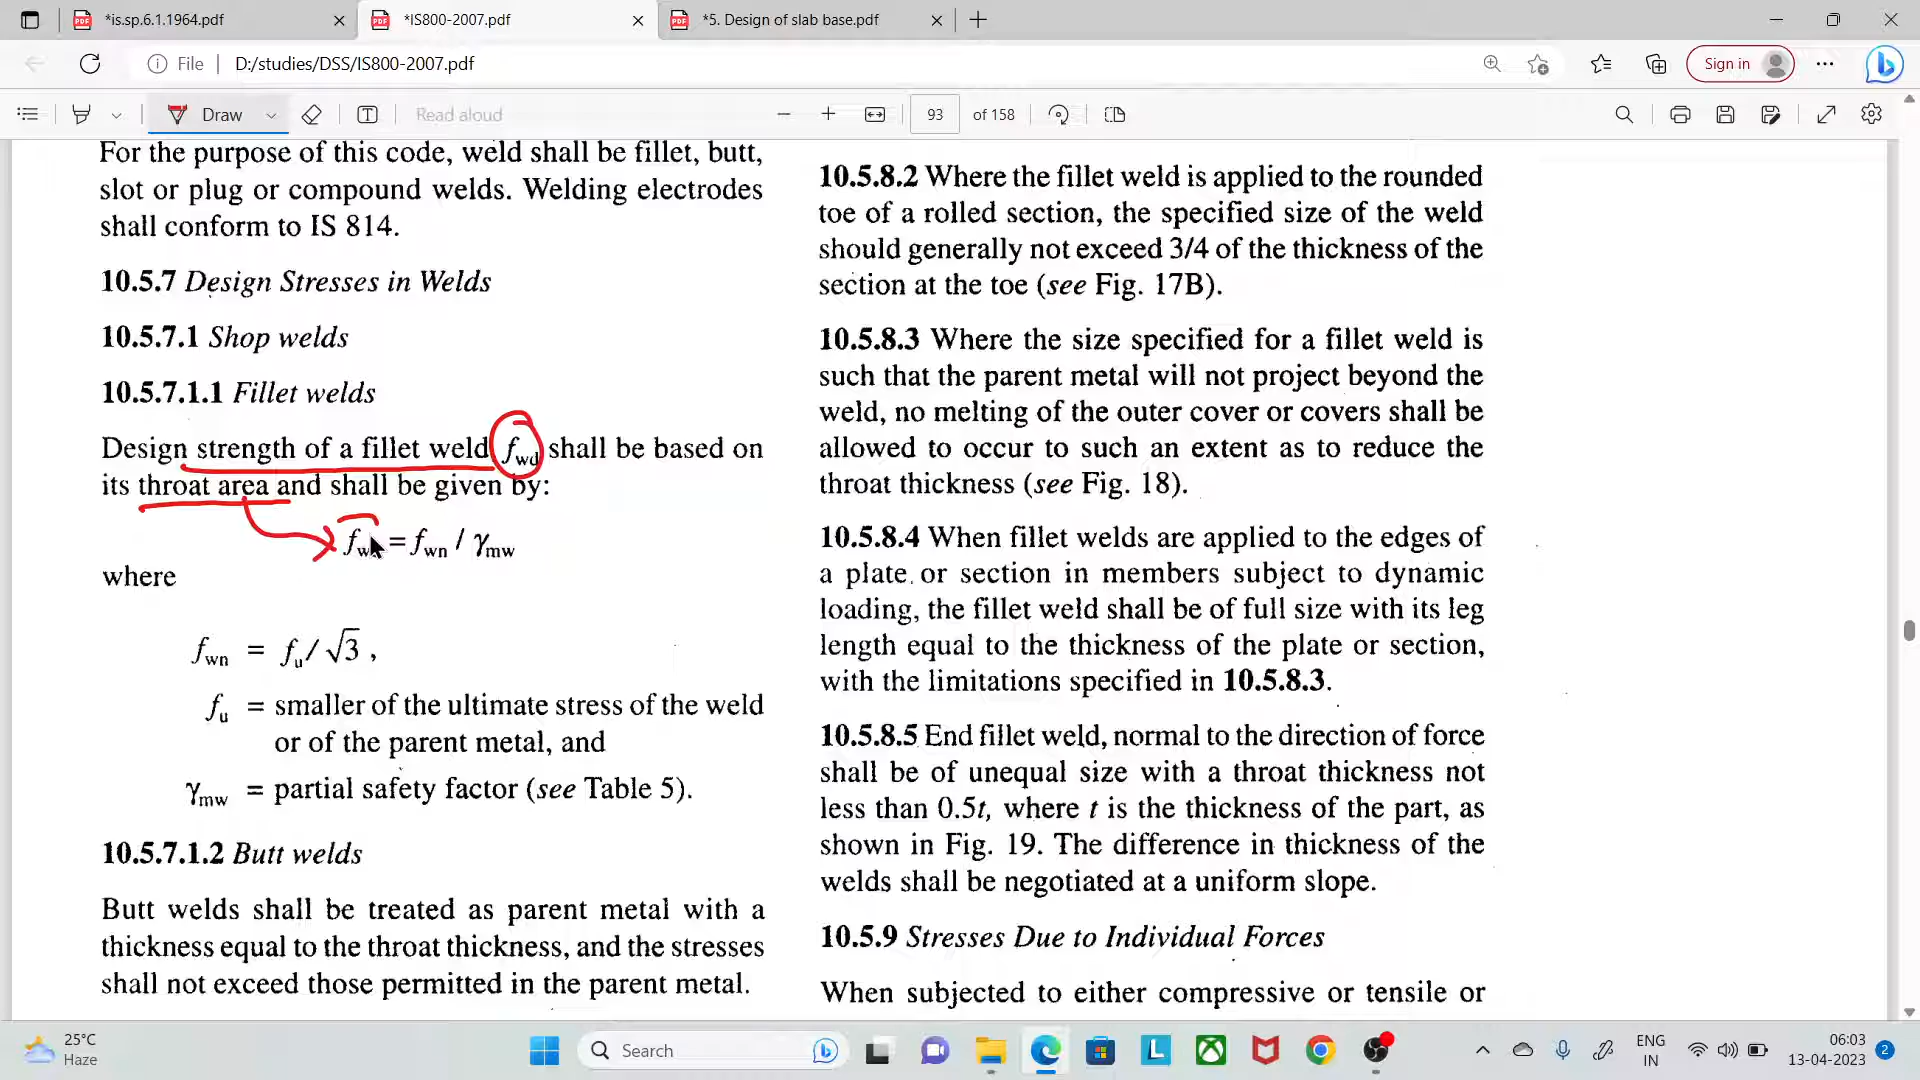 *is.sp.6.1.1964.pdf
*IS800-2007.pdf
*5. Design of slab base.pdf
File
D:/studies/DSS/IS800-2007.pdf
Sign in
Draw
Read aloud
93 of 158
For the purpose of this code, weld shall be fillet, butt,
slot or plug or compound welds. Welding electrodes
shall conform to IS 814.
10.5.7 Design Stresses in Welds
10.5.7.1 Shop welds
10.5.7.1.1 Fillet welds
Design strength of a fillet weld f_wd shall be based on
its throat area and shall be given by:
= f_wn / γ_mw
where
f_wn = f_u / √3 ,
f_u = smaller of the ultimate stress of the weld
or of the parent metal, and
γ_mw = partial safety factor (see Table 5).
10.5.7.1.2 Butt welds
Butt welds shall be treated as parent metal with a
thickness equal to the throat thickness, and the stresses
shall not exceed those permitted in the parent metal.
10.5.8.2 Where the fillet weld is applied to the rounded
toe of a rolled section, the specified size of the weld
should generally not exceed 3/4 of the thickness of the
section at the toe (see Fig. 17B).
10.5.8.3 Where the size specified for a fillet weld is
such that the parent metal will not project beyond the
weld, no melting of the outer cover or covers shall be
allowed to occur to such an extent as to reduce the
throat thickness (see Fig. 18).
10.5.8.4 When fillet welds are applied to the edges of
a plate or section in members subject to dynamic
loading, the fillet weld shall be of full size with its leg
length equal to the thickness of the plate or section,
with the limitations specified in 10.5.8.3.
10.5.8.5 End fillet weld, normal to the direction of force
shall be of unequal size with a throat thickness not
less than 0.5t, where t is the thickness of the part, as
shown in Fig. 19. The difference in thickness of the
welds shall be negotiated at a uniform slope.
10.5.9 Stresses Due to Individual Forces
When subjected to either compressive or tensile or
25°C
Haze
Search
ENG
IN
06:03
13-04-2023
2